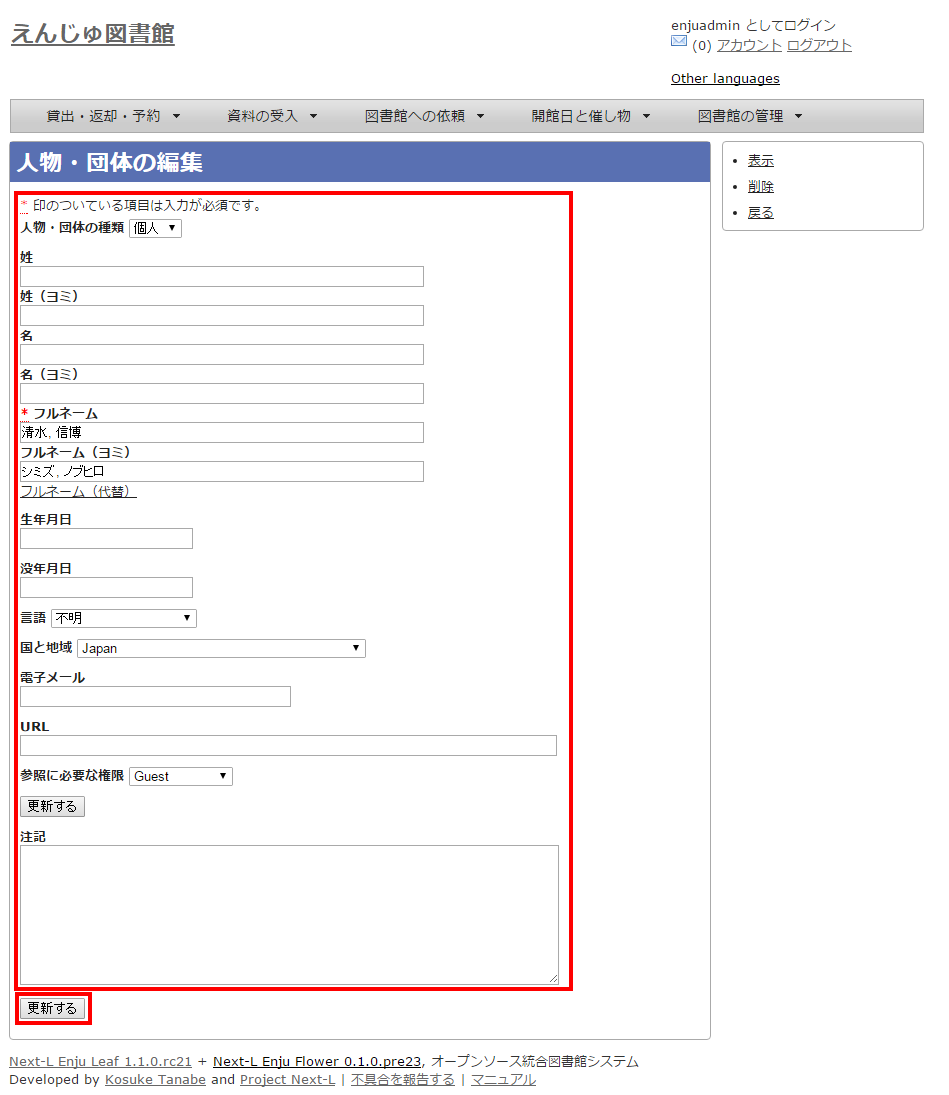 えんじゅ図書館
enjuadmin としてログイン
(0) アカウント ログアウト
Other languages
貸出・返却・予約 ▼ 資料の受入 ▼ 図書館への依頼 ▼ 開館日と催し物 ▼ 図書館の管理 ▼
人物・団体の編集
• 表示
• 削除
• 戻る
* 印のついている項目は入力が必須です。
人物・団体の種類 個人 ▼
姓
姓（ヨミ）
名
名（ヨミ）
* フルネーム
清水, 信博
フルネーム（ヨミ）
シミズ, ノブヒロ
フルネーム（代替）
生年月日
没年月日
言語 不明 ▼
国と地域 Japan ▼
電子メール
URL
参照に必要な権限 Guest ▼
更新する
注記
更新する
Next-L Enju Leaf 1.1.0.rc21 + Next-L Enju Flower 0.1.0.pre23, オープンソース統合図書館システム
Developed by Kosuke Tanabe and Project Next-L | 不具合を報告する | マニュアル